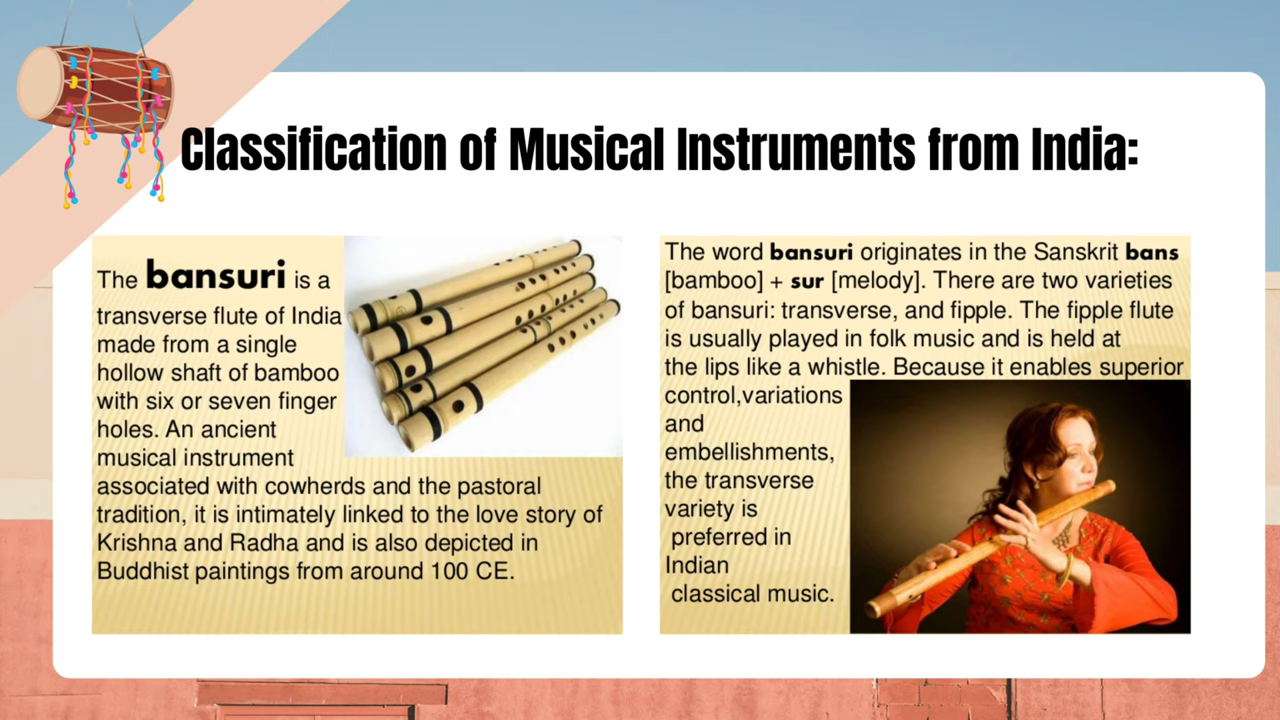 Classification of Musical Instruments from India:
The bansuri is a
transverse flute of India
made from a single
hollow shaft of bamboo
with six or seven finger
holes. An ancient
musical instrument
associated with cowherds and the pastoral
tradition, it is intimately linked to the love story of
Krishna and Radha and is also depicted in
Buddhist paintings from around 100 CE.
The word bansuri originates in the Sanskrit bans
[bamboo] + sur [melody]. There are two varieties
of bansuri: transverse, and fipple. The fipple flute
is usually played in folk music and is held at
the lips like a whistle. Because it enables superior
control,variations
and
embellishments,
the transverse
variety is
preferred in
Indian
classical music.